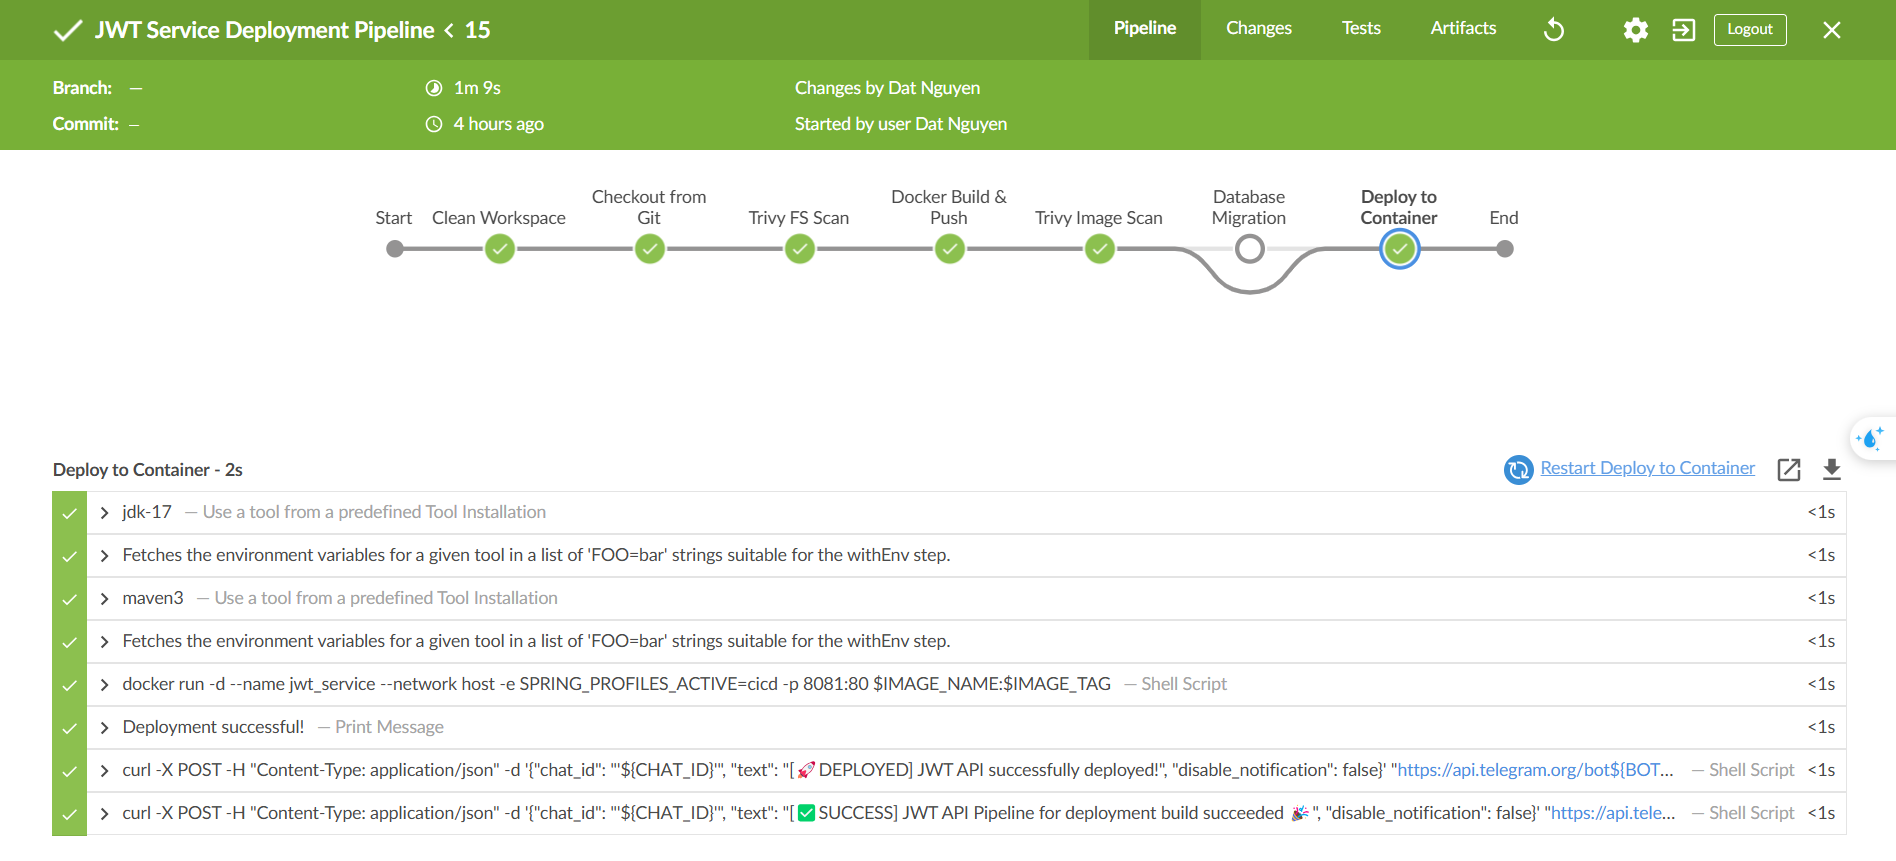 JWT Service Deployment Pipeline < 15
Pipeline
Changes
Tests
Artifacts
Logout
Branch: —
1m 9s
Changes by Dat Nguyen
Commit: —
4 hours ago
Started by user Dat Nguyen
Start
Clean Workspace
Checkout from
Git
Trivy FS Scan
Docker Build &
Push
Trivy Image Scan
Database
Migration
Deploy to
Container
End
Deploy to Container - 2s
Restart Deploy to Container
jdk-17 — Use a tool from a predefined Tool Installation <1s
Fetches the environment variables for a given tool in a list of 'FOO=bar' strings suitable for the withEnv step. <1s
maven3 — Use a tool from a predefined Tool Installation <1s
Fetches the environment variables for a given tool in a list of 'FOO=bar' strings suitable for the withEnv step. <1s
docker run -d --name jwt_service --network host -e SPRING_PROFILES_ACTIVE=cicd -p 8081:80 $IMAGE_NAME:$IMAGE_TAG — Shell Script <1s
Deployment successful! — Print Message <1s
curl -X POST -H "Content-Type: application/json" -d '{"chat_id": "'${CHAT_ID}'", "text": "[🚀 DEPLOYED] JWT API successfully deployed!", "disable_notification": false}' "https://api.telegram.org/bot${BOT... — Shell Script <1s
curl -X POST -H "Content-Type: application/json" -d '{"chat_id": "'${CHAT_ID}'", "text": "[✅ SUCCESS] JWT API Pipeline for deployment build succeeded 🎉", "disable_notification": false}' "https://api.tele... — Shell Script <1s